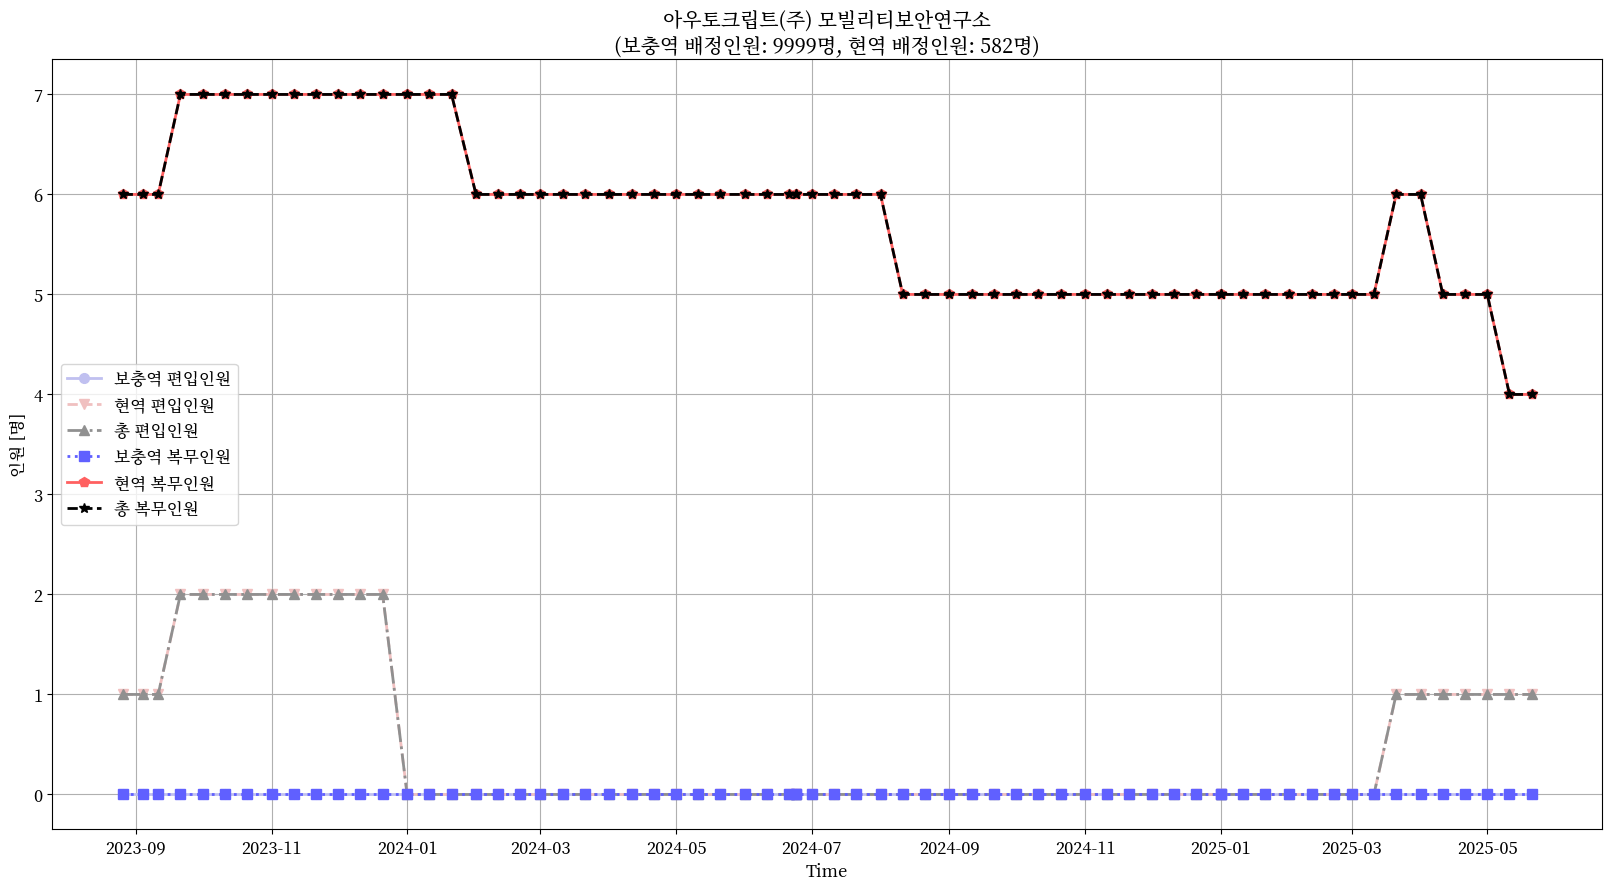 아우토크립트(주) 모빌리티보안연구소
(보충역 배정인원: 9999명, 현역 배정인원: 582명)
인원 [명]
7
6
5
4
3
2
1
0
보충역 편입인원
현역 편입인원
총 편입인원
보충역 복무인원
현역 복무인원
총 복무인원
2023-09
2023-11
2024-01
2024-03
2024-05
2024-07
2024-09
2024-11
2025-01
2025-03
2025-05
Time